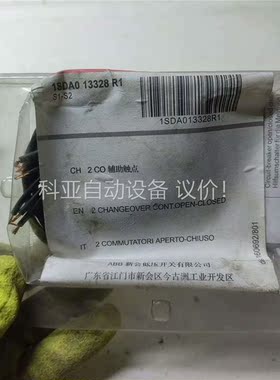 1SDA0 13328 R1
S1-S2
1SDA013328R1
CH 2 CO 辅助触点
科亚自动设备 议价!
EN 2 CHANGEOVER CONT.OPEN-CLOSED
IT 2 COMMUTATORI APERTO-CHIUSO
ABB 新会低压开关有限公司
广东省江门市新会区今古洲工业开发区